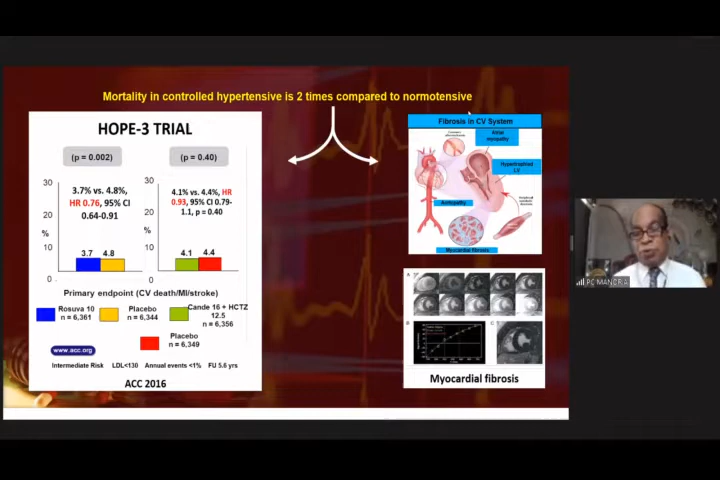 Mortality in controlled hypertensive is 2 times compared to normotensive
HOPE-3 TRIAL
(p = 0.002)
(p = 0.40)
30
20
%
10
0
3.7% vs. 4.8%,
HR 0.76, 95% CI
0.64-0.91
3.7
4.8
30
20
%
10
0
4.1% vs. 4.4%, HR
0.93, 95% CI 0.79-
1.1, p = 0.40
4.1
4.4
Primary endpoint (CV death/MI/stroke)
Rosuva 10
n = 6,361
Placebo
n = 6,344
Cande 16 + HCTZ
12.5
n = 6,356
Placebo
n = 6,349
www.acc.org
Intermediate Risk LDL<130 Annual events <1% FU 5.6 yrs
ACC 2016
Fibrosis in CV System
Hypertrophied
Myocardial fibrosis
A
B
C
Myocardial fibrosis
PC MANORIA